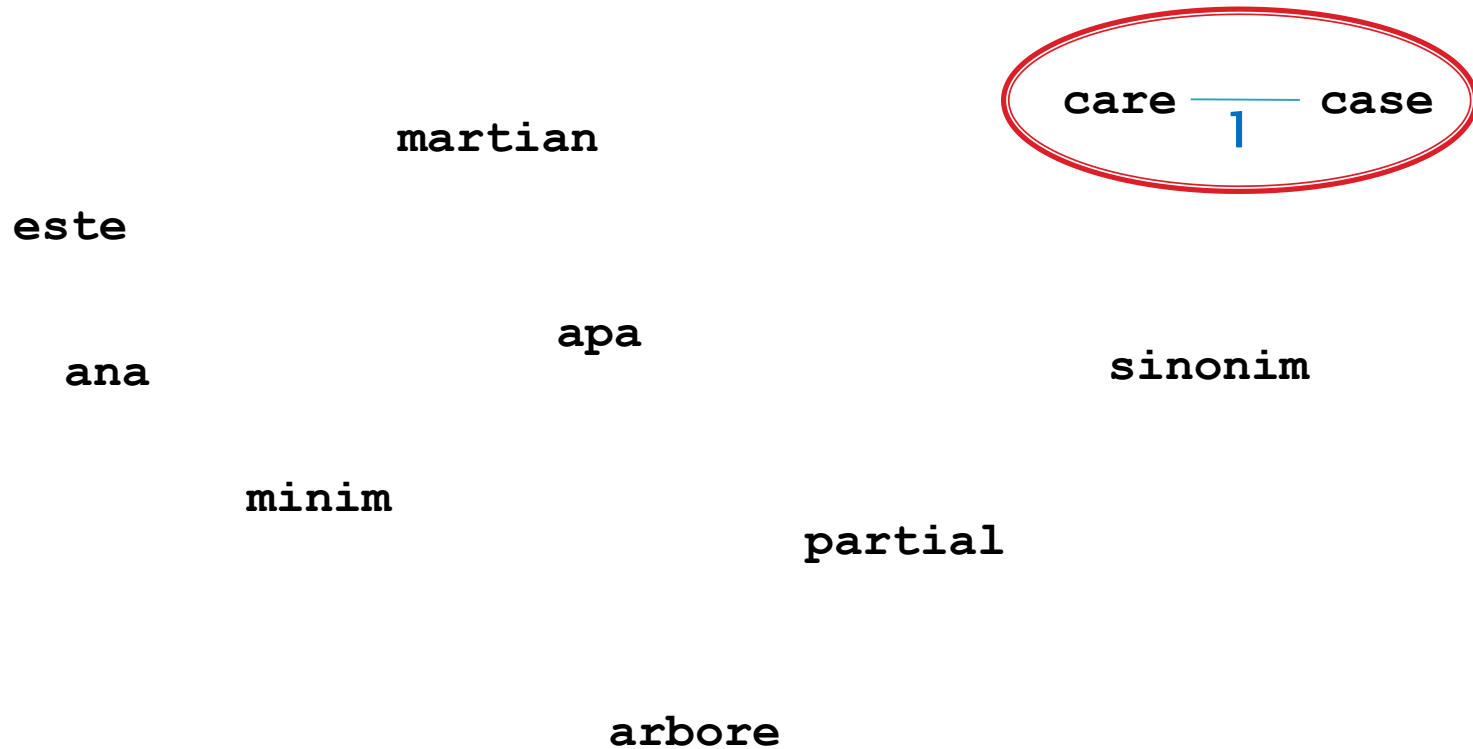 care case
1
martian
este
apa
sinonim
ana
minim
partial
arbore